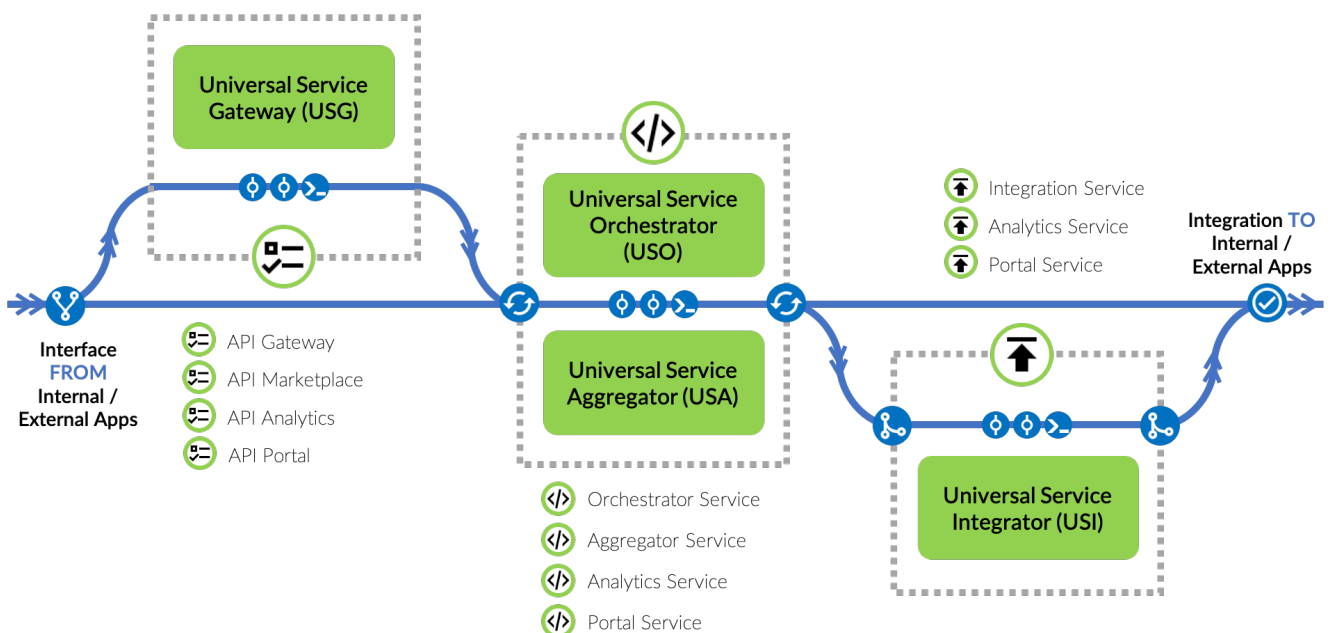 Universal Service
Gateway (USG)
Interface
FROM
Internal /
External Apps
API Gateway
API Marketplace
API Analytics
API Portal
Universal Service
Orchestrator
(USO)
Universal Service
Aggregator (USA)
Orchestrator Service
Aggregator Service
Analytics Service
Portal Service
Integration Service
Analytics Service
Portal Service
Universal Service
Integrator (USI)
Integration TO
Internal /
External Apps